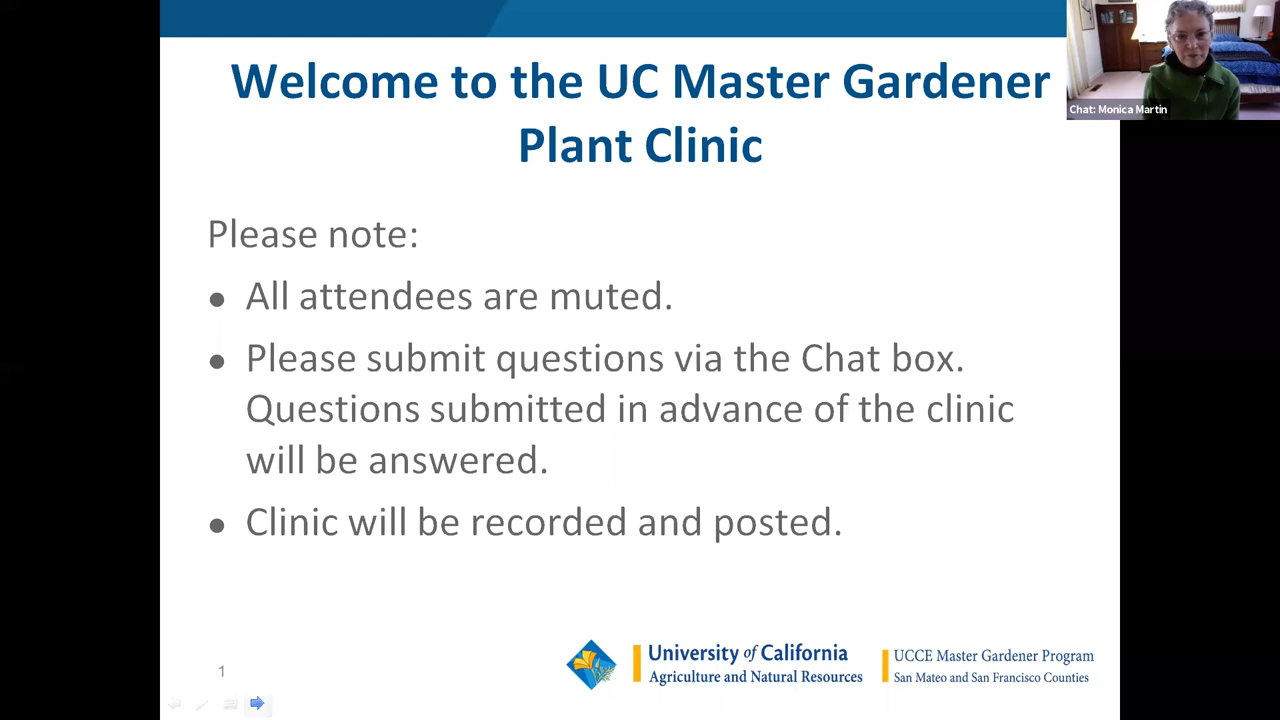 Welcome to the UC Master Gardener
Plant Clinic
Chat: Monica Martin
Please note:
● All attendees are muted.
● Please submit questions via the Chat box.
Questions submitted in advance of the clinic
will be answered.
● Clinic will be recorded and posted.
1
University of California
Agriculture and Natural Resources
UCCE Master Gardener Program
San Mateo and San Francisco Counties